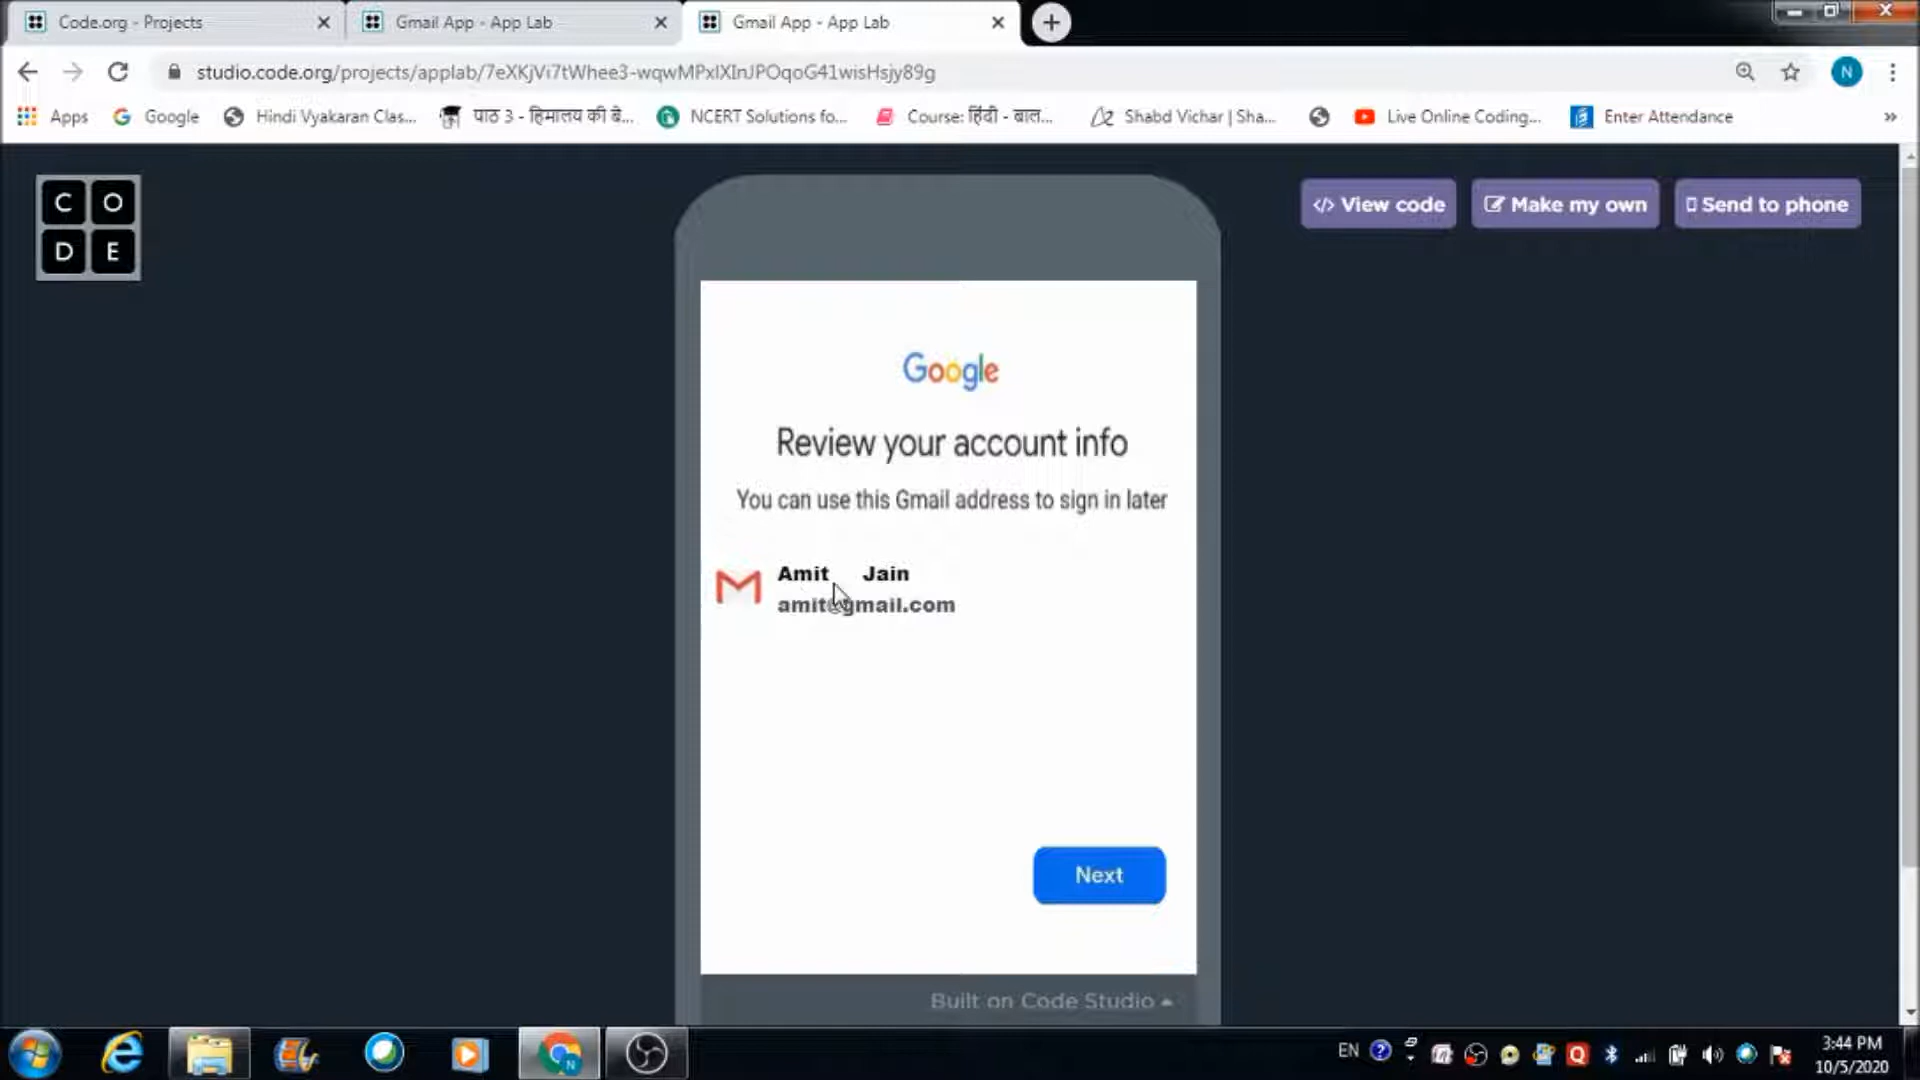 Code.org - Projects
Gmail App - App Lab
Gmail App - App Lab
studio.code.org/projects/applab/7eXKjVi7tWhee3-wqwMPxlXInJPOqoG41wisHsjy89g
N
Apps
Google
Hindi Vyakaran Clas...
पाठ 3 - हिमालय की बे...
NCERT Solutions fo...
Course: हिंदी - बाल...
Shabd Vichar | Sha...
Live Online Coding...
Enter Attendance
»
C O
D E
</> View code
Make my own
Send to phone
Google
Review your account info
You can use this Gmail address to sign in later
Amit Jain
amit@gmail.com
Next
Built on Code Studio
EN
3:44 PM
10/5/2020